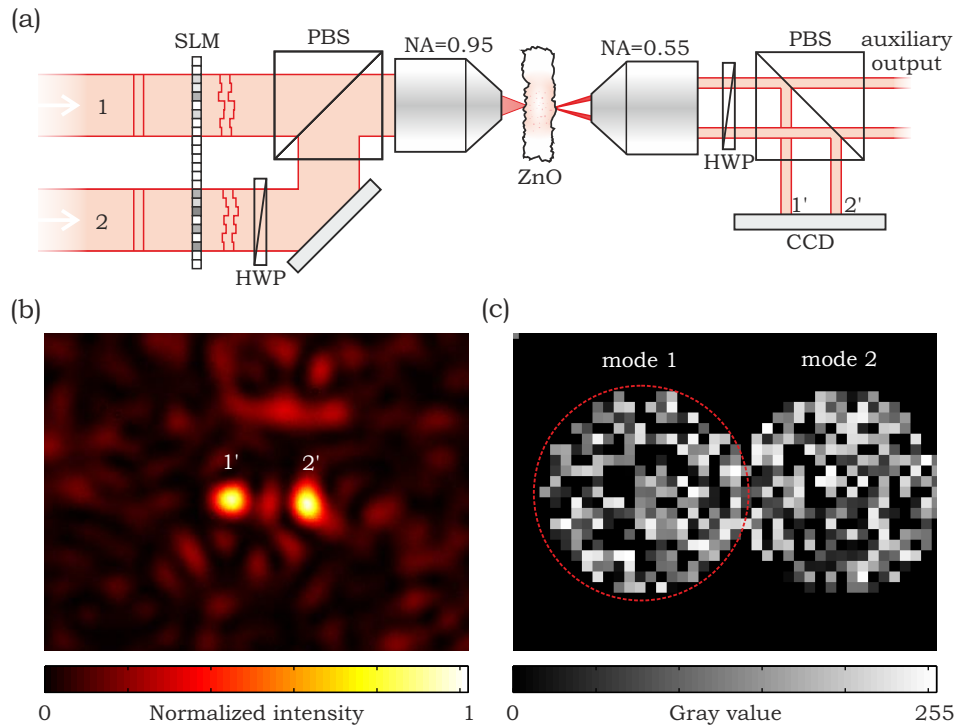 (a)
SLM
PBS
NA=0.95
NA=0.55
PBS
auxiliary
output
1
2
HWP
ZnO
HWP
1' 2'
CCD
(b)
(c)
1' 2'
mode 1 mode 2
0 Normalized intensity 1
0 Gray value 255